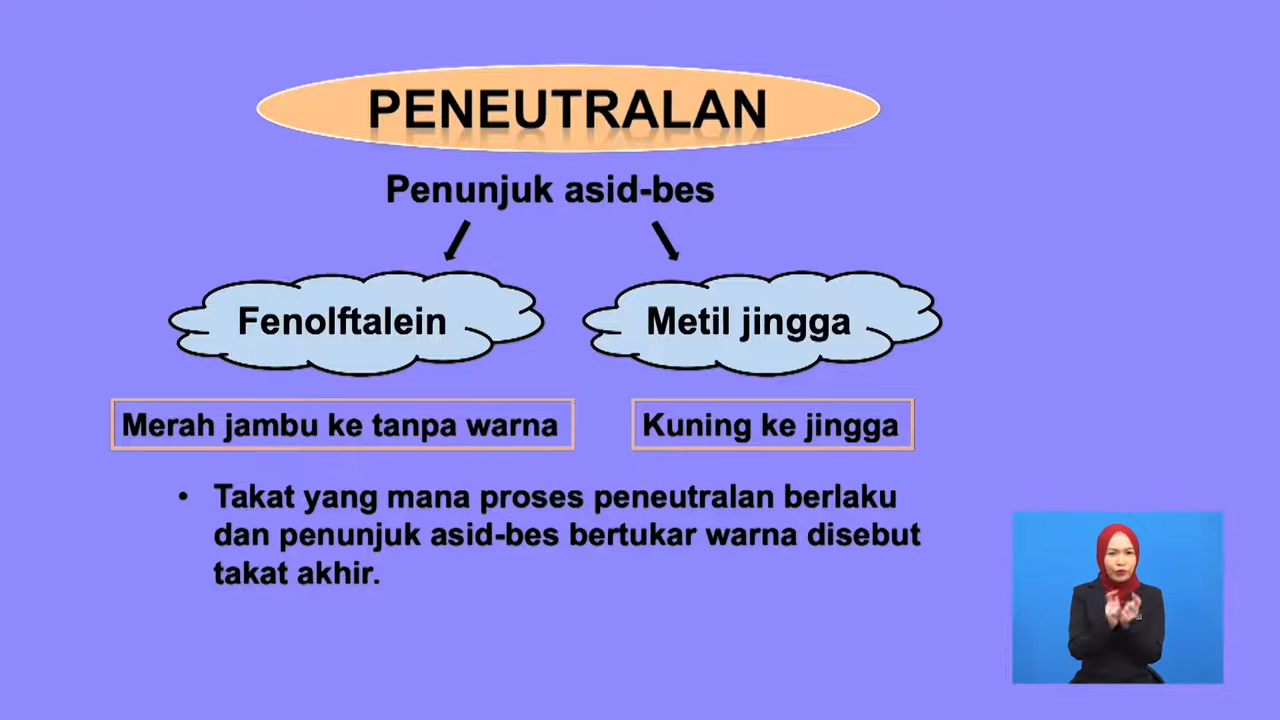 PENEUTRALAN
Penunjuk asid-bes
Fenolftalein
Metil jingga
Merah jambu ke tanpa warna
Kuning ke jingga
• Takat yang mana proses peneutralan berlaku
dan penunjuk asid-bes bertukar warna disebut
takat akhir.